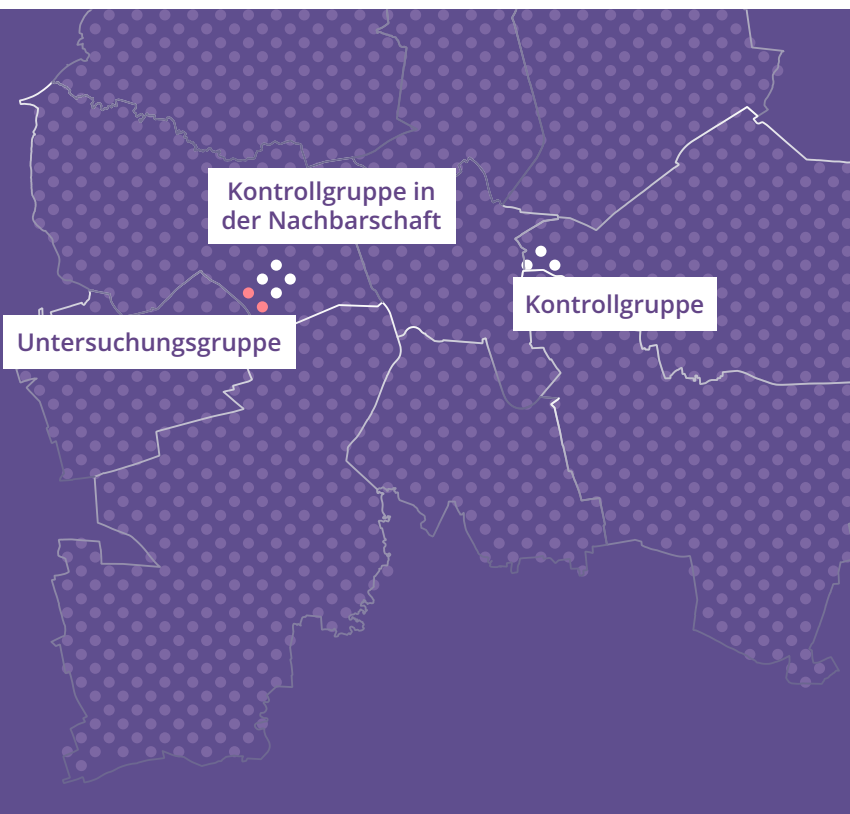 Kontrollgruppe in
der Nachbarschaft
Kontrollgruppe
Untersuchungsgruppe